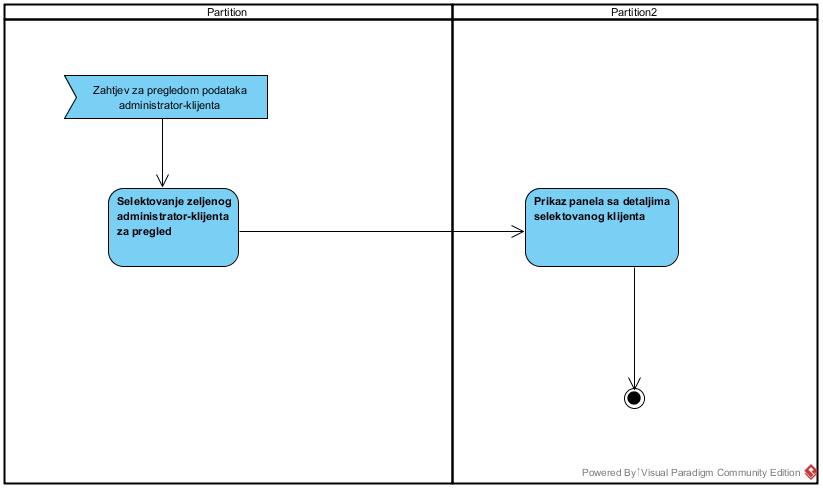 Partition
Partition2
Zahtjev za pregledom podataka
administrator-klijenta
Selektovanje zeljenog
administrator-klijenta
za pregled
Prikaz panela sa detaljima
selektovanog klijenta
Powered By Visual Paradigm Community Edition